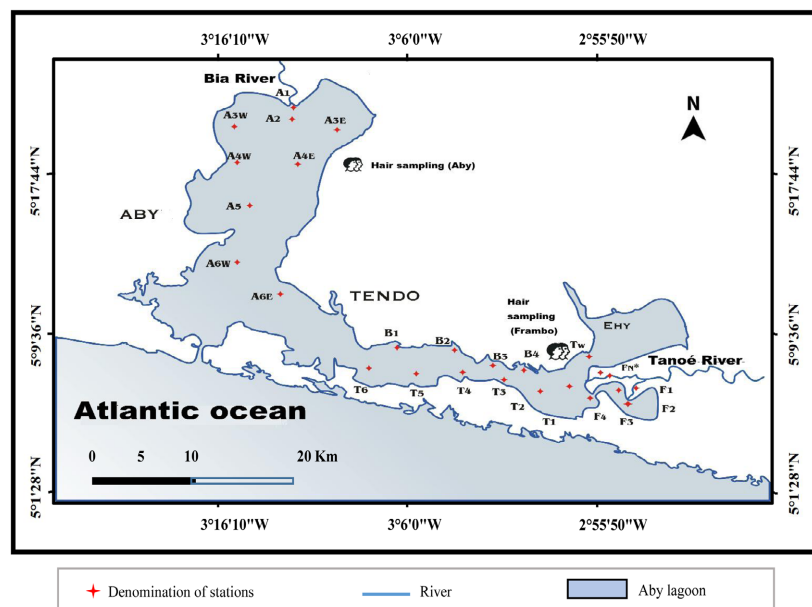 3°16'10"W 3°6'0"W 2°55'50"W
Bia River
A1
A2
A3W
A3E
N
A4W
A4E
Hair sampling (Aby)
5°17'44"N
5°17'44"N
A5
ABY
A6W
A6E
TENDO
Hair
sampling
(Frambo)
EHY
5°9'36"N
5°9'36"N
B1
B2
B3
B4
Tw
Tanoé River
FN*
T6
T5
T4
T3
T2
T1
F4
F3
F1
F2
Atlantic ocean
0 5 10 20 Km
5°1'28"N
5°1'28"N
3°16'10"W 3°6'0"W 2°55'50"W
Denomination of stations River Aby lagoon